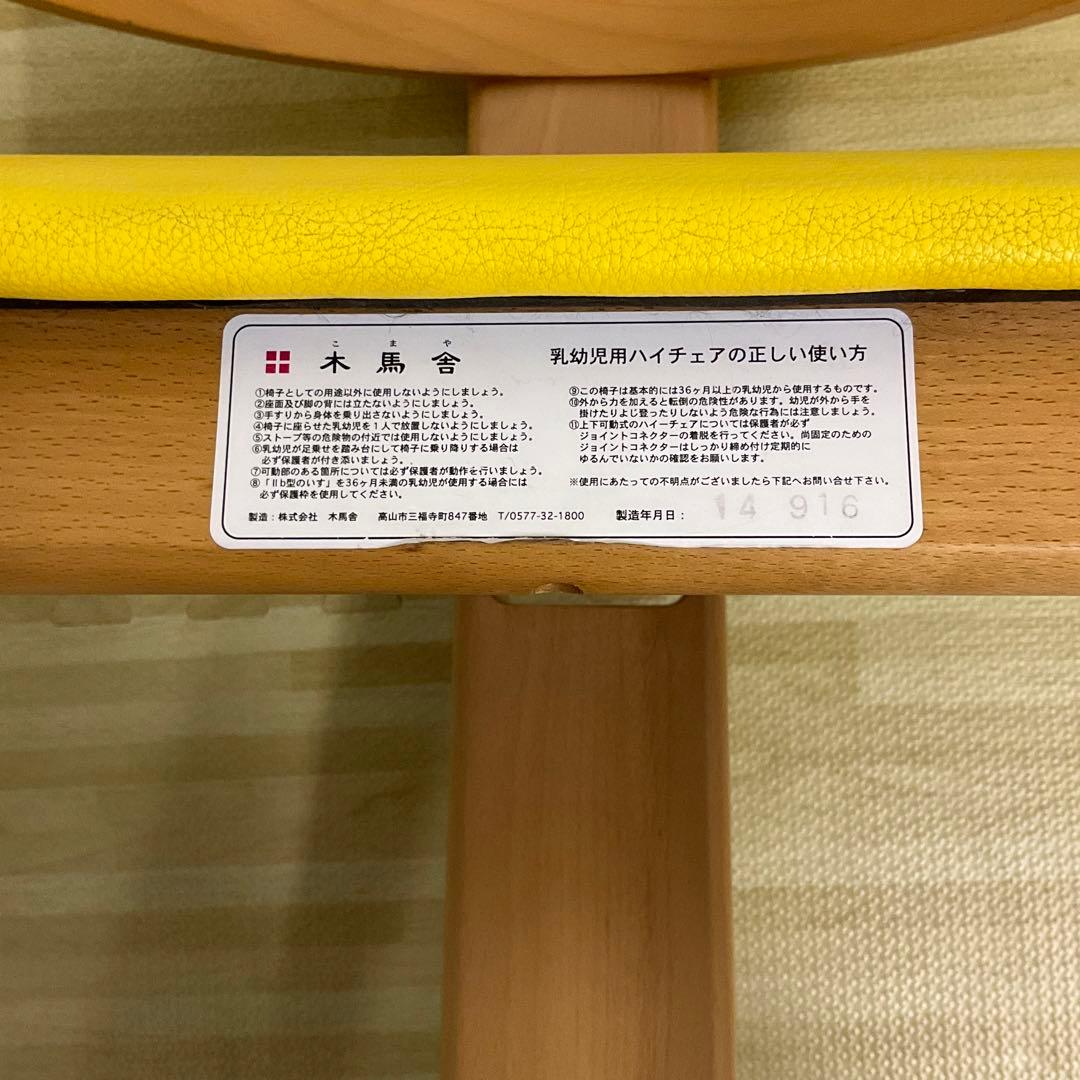 こまや
木馬舎
乳幼児用ハイチェアの正しい使い方
①椅子としての用途以外に使用しないようにしましょう。
②座面及び脚の背には立たないようにしましょう。
③手すりから身体を乗り出さないようにしましょう。
④椅子に座らせた乳幼児を1人で放置しないようにしましょう。
⑤ストーブ等の危険物の付近では使用しないようにしましょう。
⑥乳幼児が足乗せを踏み台にして椅子に乗り降りする場合は
必ず保護者が付き添いましょう。
⑦可動部のある箇所については必ず保護者が動作を行いましょう。
⑧「IIb型のいす」を36ヶ月未満の乳幼児が使用する場合には
必ず保護枠を使用してください。
⑨この椅子は基本的には36ヶ月以上の乳幼児から使用するものです。
⑩外から力を加えると転倒の危険性があります。幼児が外から手を
掛けたりよじ登ったりしないよう危険な行為には注意しましょう。
⑪上下可動式のハイーチェアについては保護者が必ず
ジョイントコネクターの着脱を行ってください。尚固定のための
ジョイントコネクターはしっかり締め付け定期的に
ゆるんでいないかの確認をお願いします。
※使用にあたっての不明点がございましたら下記へお問い合せ下さい。
製造：株式会社 木馬舎 高山市三福寺町847番地 T/0577-32-1800
製造年月日： 14 916